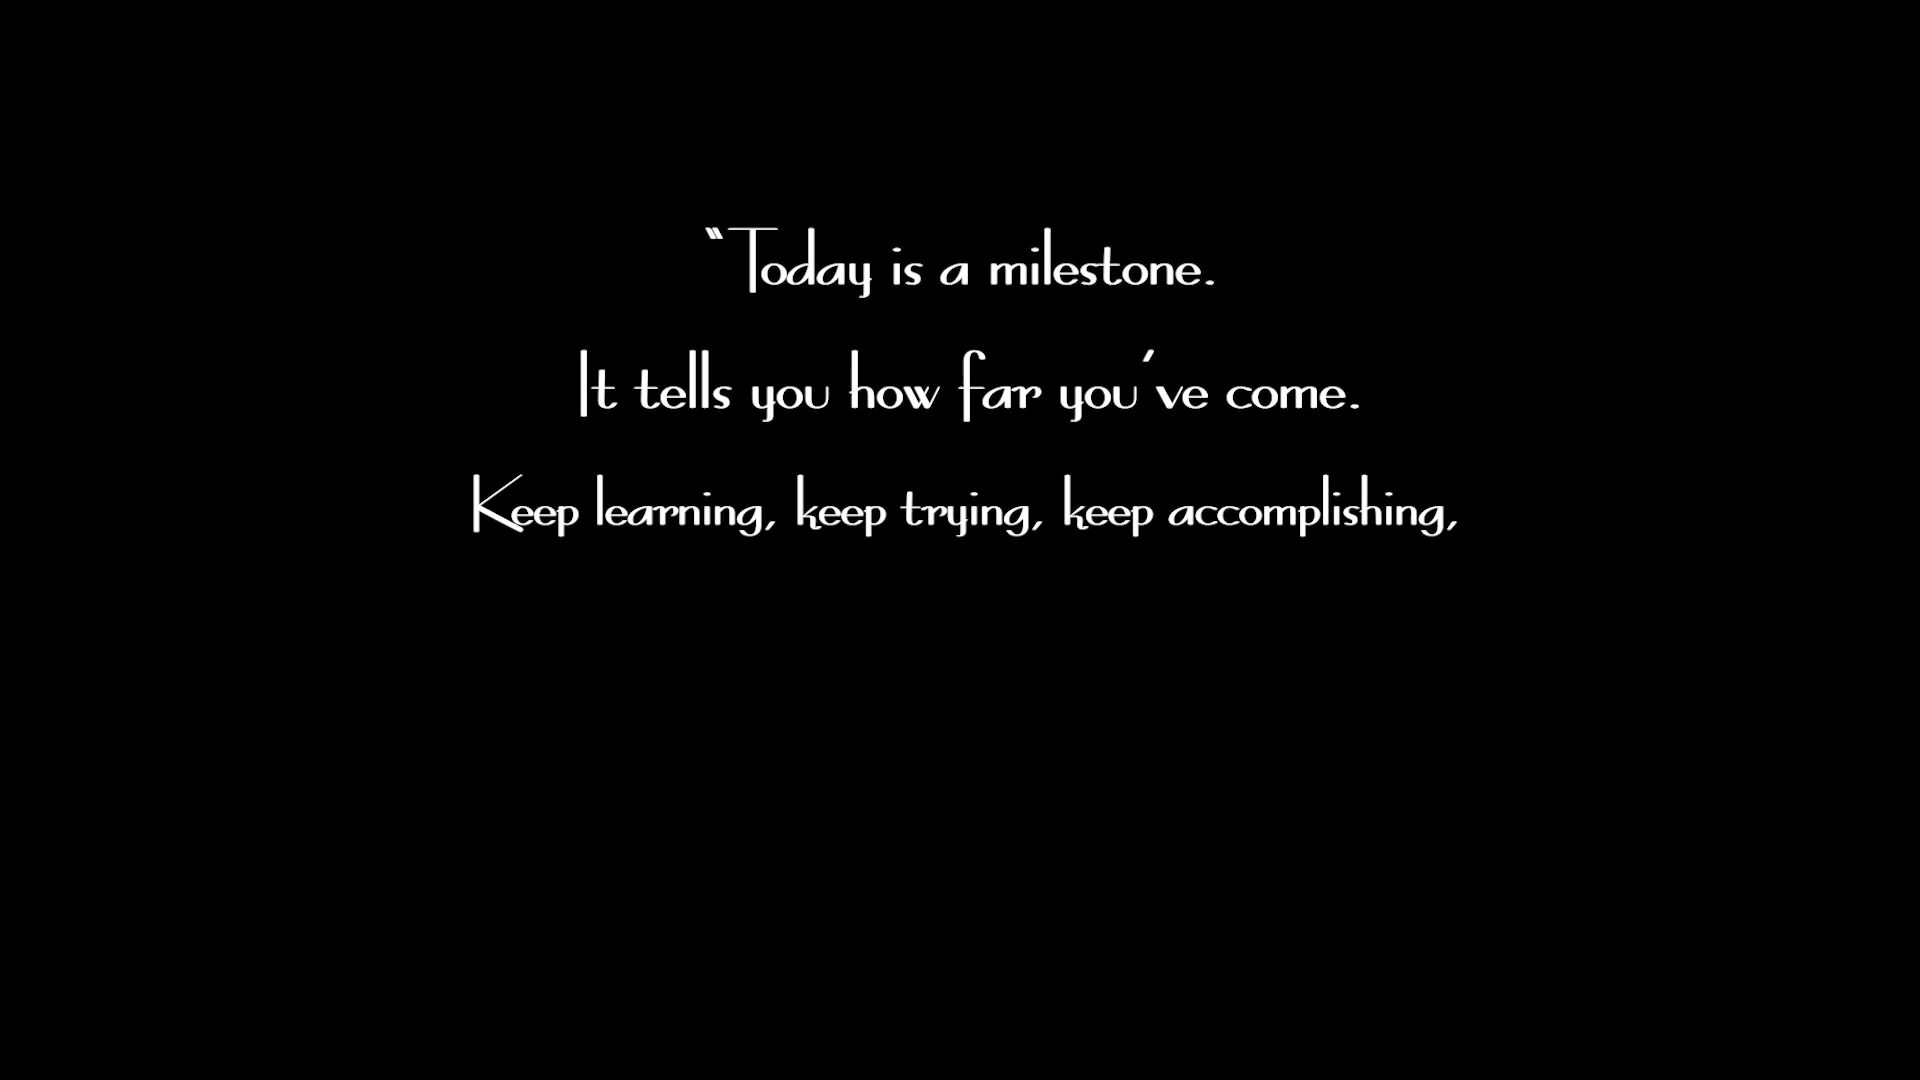 “Today is a milestone.
It tells you how far you've come.
Keep learning, keep trying, keep accomplishing,